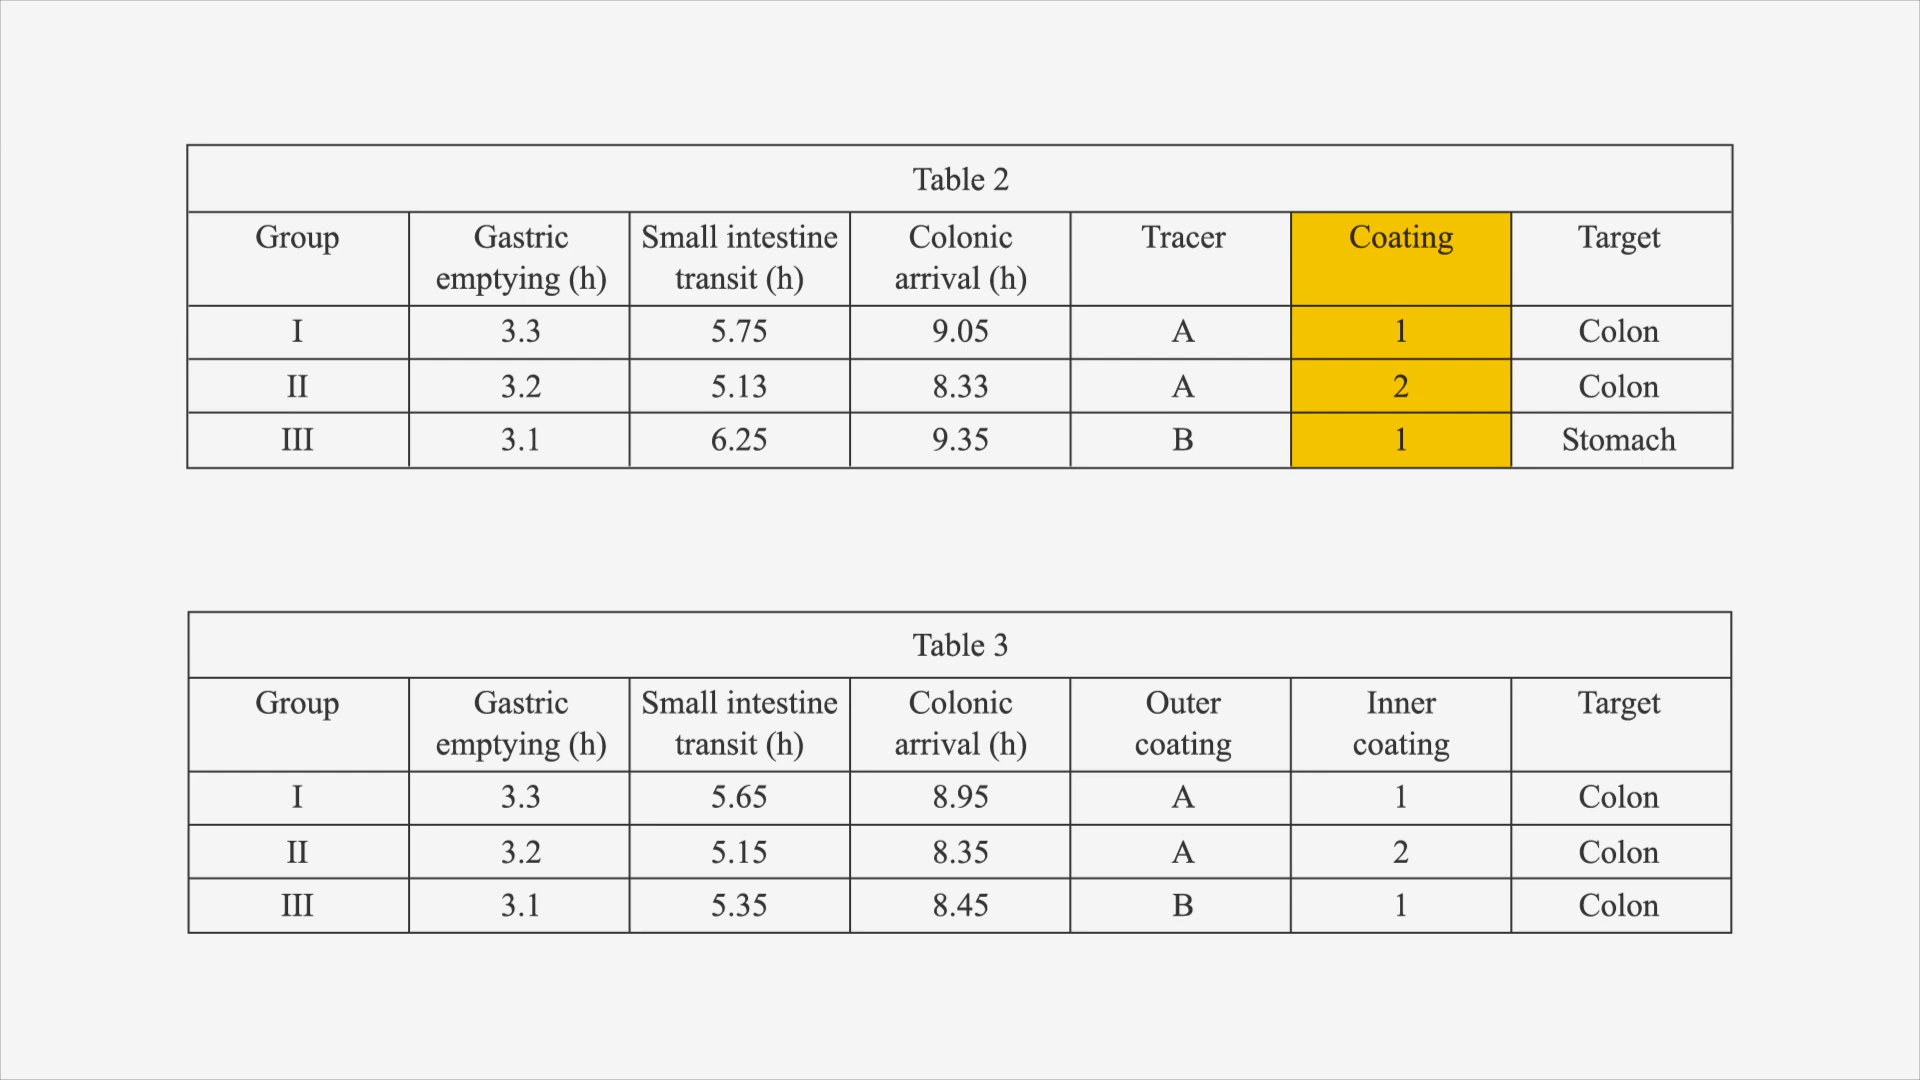 Table 2
Group Gastric emptying (h) Small intestine transit (h) Colonic arrival (h) Tracer Coating Target
I 3.3 5.75 9.05 A 1 Colon
II 3.2 5.13 8.33 A 2 Colon
III 3.1 6.25 9.35 B 1 Stomach
Table 3
Group Gastric emptying (h) Small intestine transit (h) Colonic arrival (h) Outer coating Inner coating Target
I 3.3 5.65 8.95 A 1 Colon
II 3.2 5.15 8.35 A 2 Colon
III 3.1 5.35 8.45 B 1 Colon